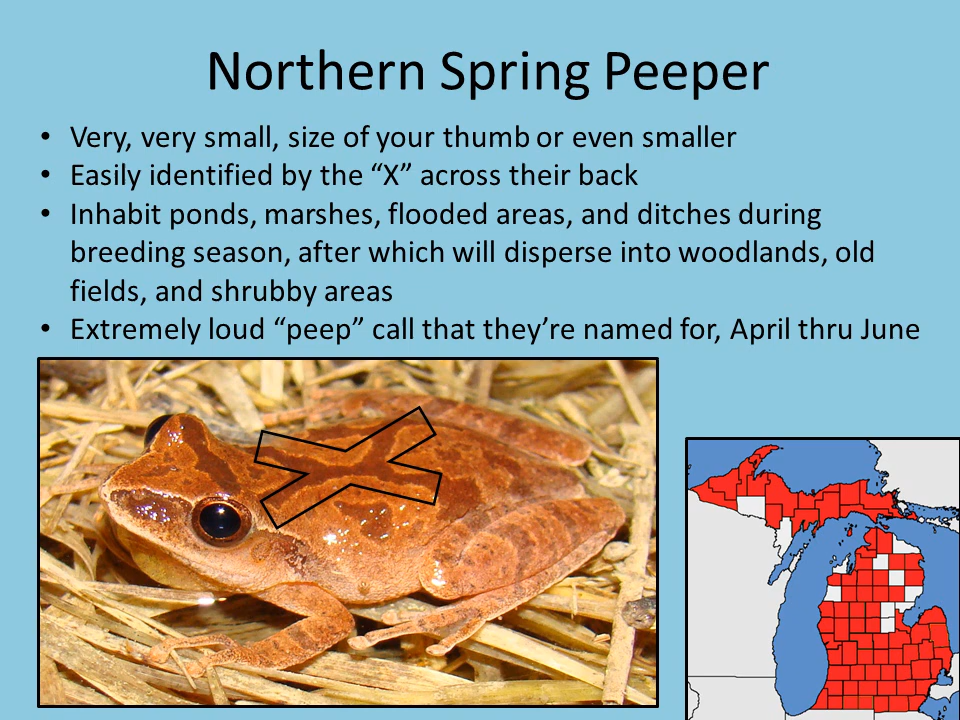 Northern Spring Peeper
• Very, very small, size of your thumb or even smaller
• Easily identified by the “X” across their back
• Inhabit ponds, marshes, flooded areas, and ditches during
breeding season, after which will disperse into woodlands, old
fields, and shrubby areas
• Extremely loud “peep” call that they’re named for, April thru June